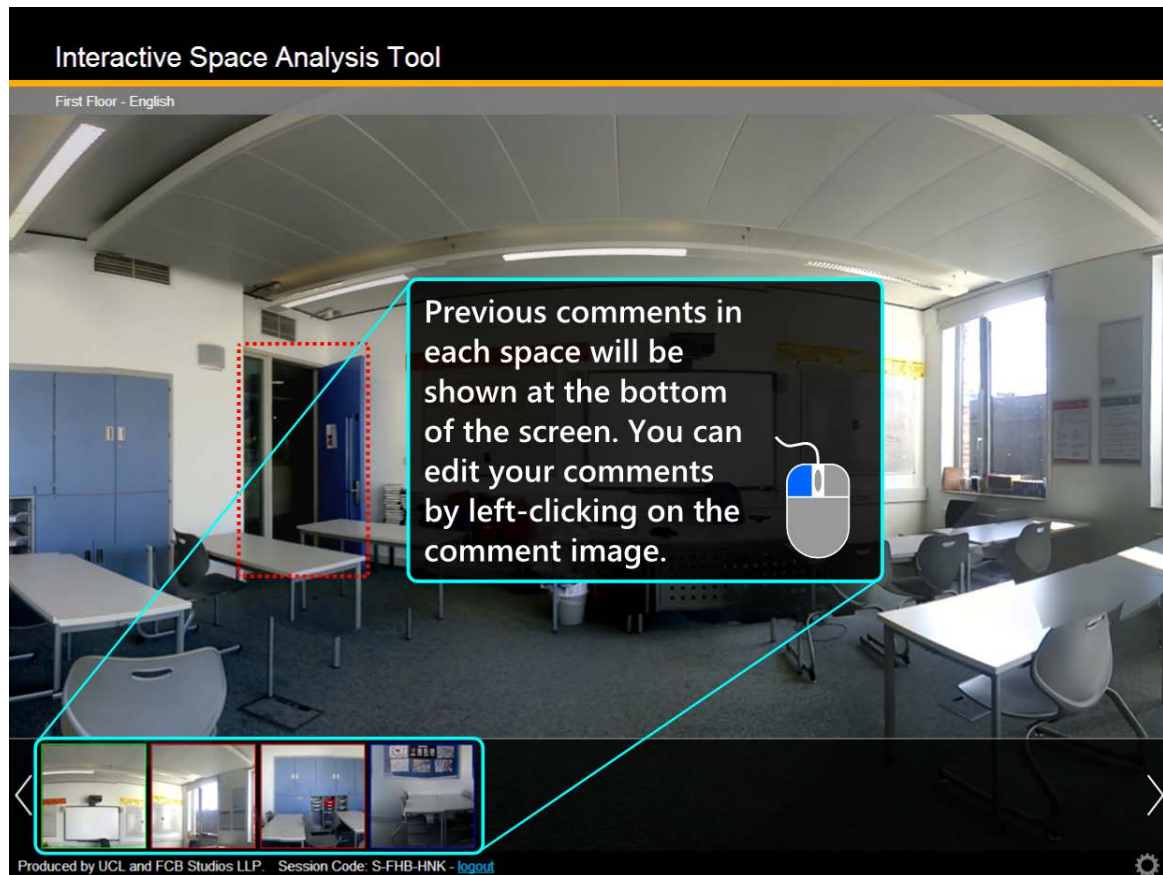 Interactive Space Analysis Tool
First Floor - English
Previous comments in
each space will be
shown at the bottom
of the screen. You can
edit your comments
by left-clicking on the
comment image.
Produced by UCL and FCB Studios LLP. Session Code: S-FHB-HNK - logout